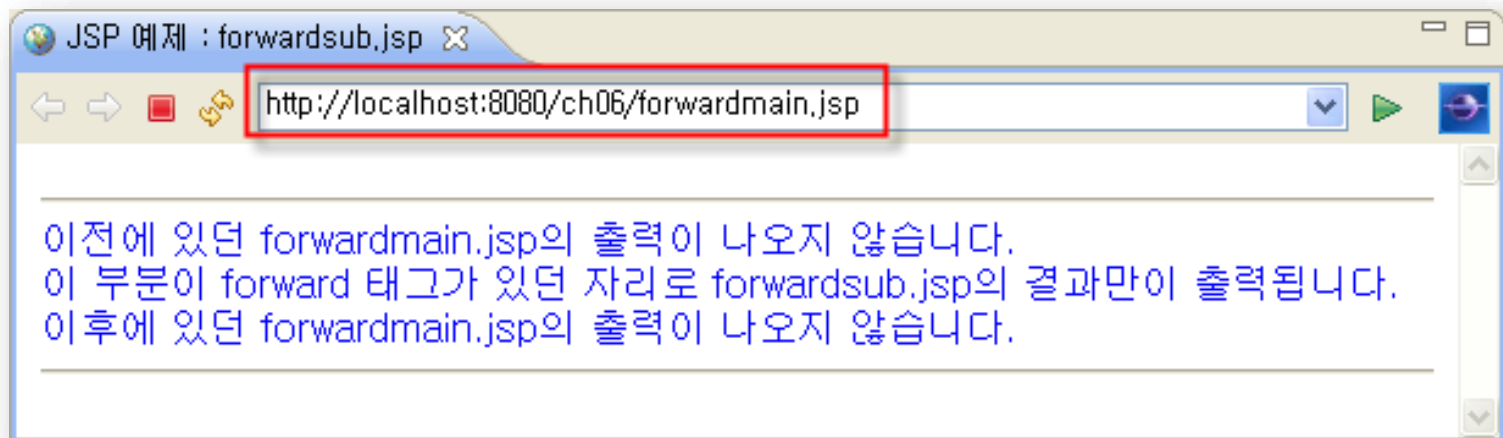 JSP 예제 : forwardsub.jsp
http://localhost:8080/ch06/forwardmain.jsp
이전에 있던 forwardmain.jsp의 출력이 나오지 않습니다.
이 부분이 forward 태그가 있던 자리로 forwardsub.jsp의 결과만이 출력됩니다.
이후에 있던 forwardmain.jsp의 출력이 나오지 않습니다.